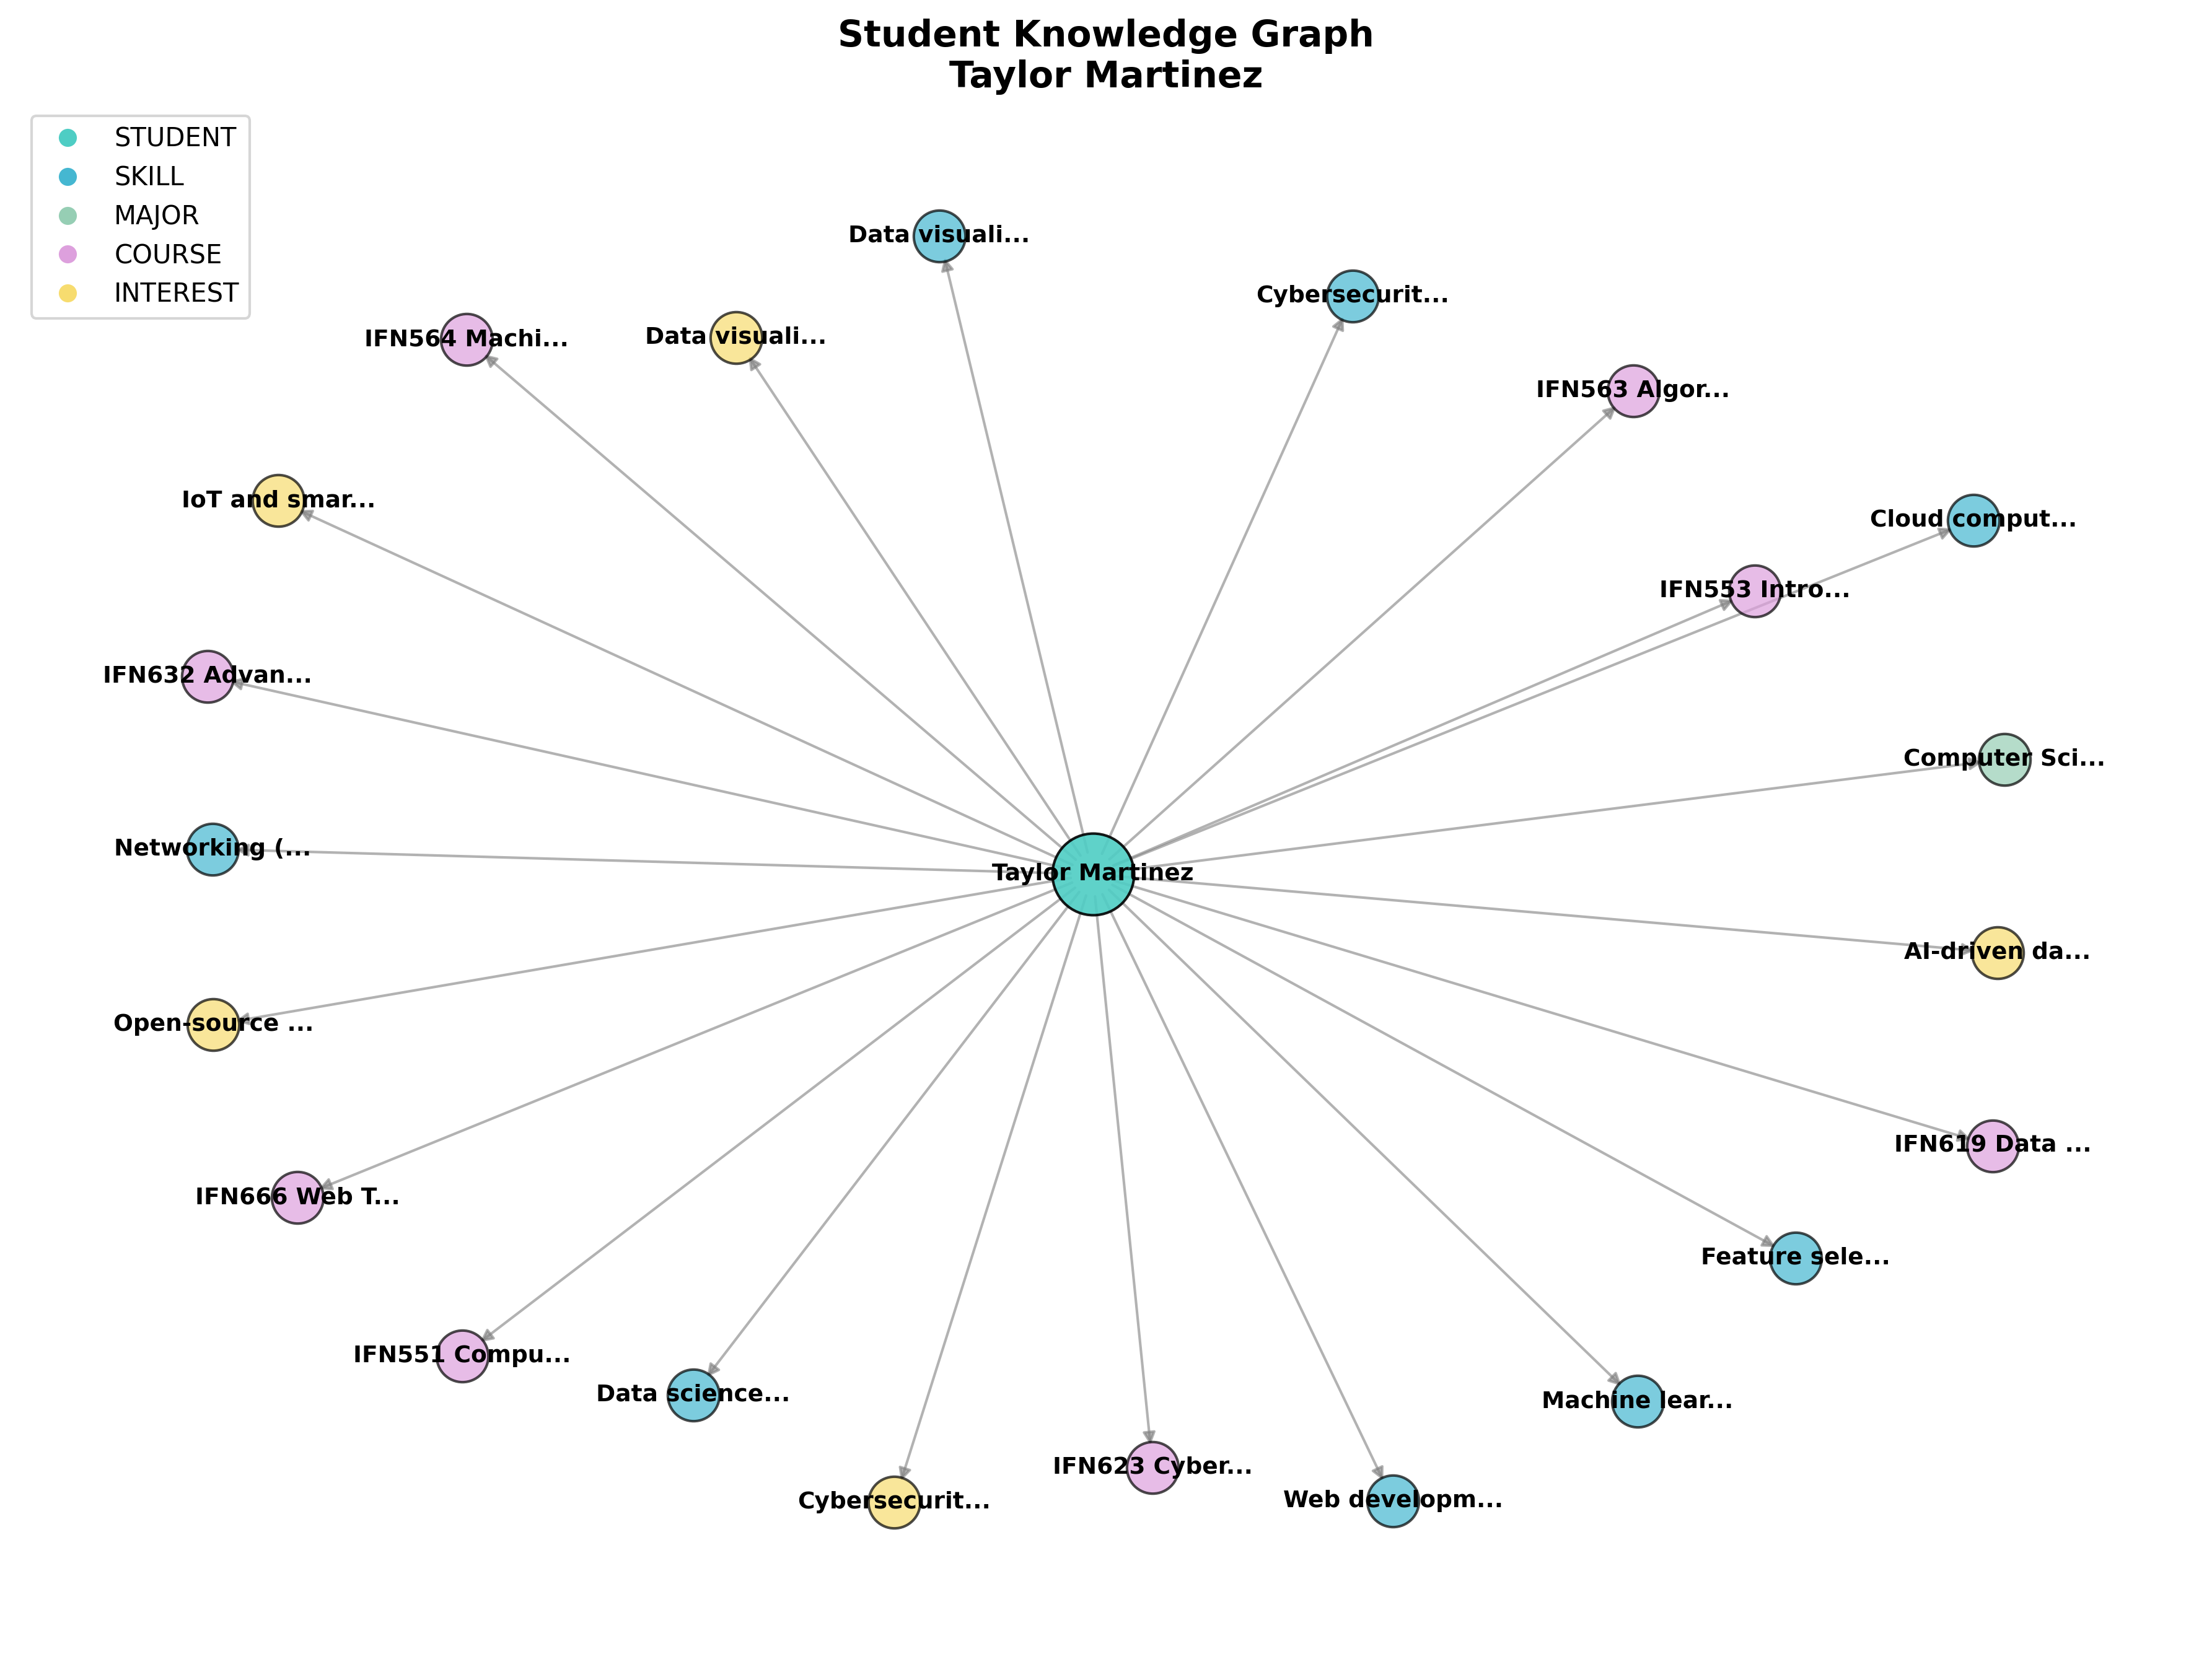 Student Knowledge Graph
Taylor Martinez
STUDENT
SKILL
MAJOR
COURSE
INTEREST
Data visuali...
Cybersecurit...
IFN564 Machi...
Data visuali...
IFN563 Algor...
IoT and smar...
Cloud comput...
IFN553 Intro...
IFN632 Advan...
Computer Sci...
Networking (...
Taylor Martinez
AI-driven da...
Open-source ...
IFN619 Data ...
IFN666 Web T...
Feature sele...
IFN551 Compu...
Data science...
Machine lear...
IFN623 Cyber...
Cybersecurit...
Web developm...